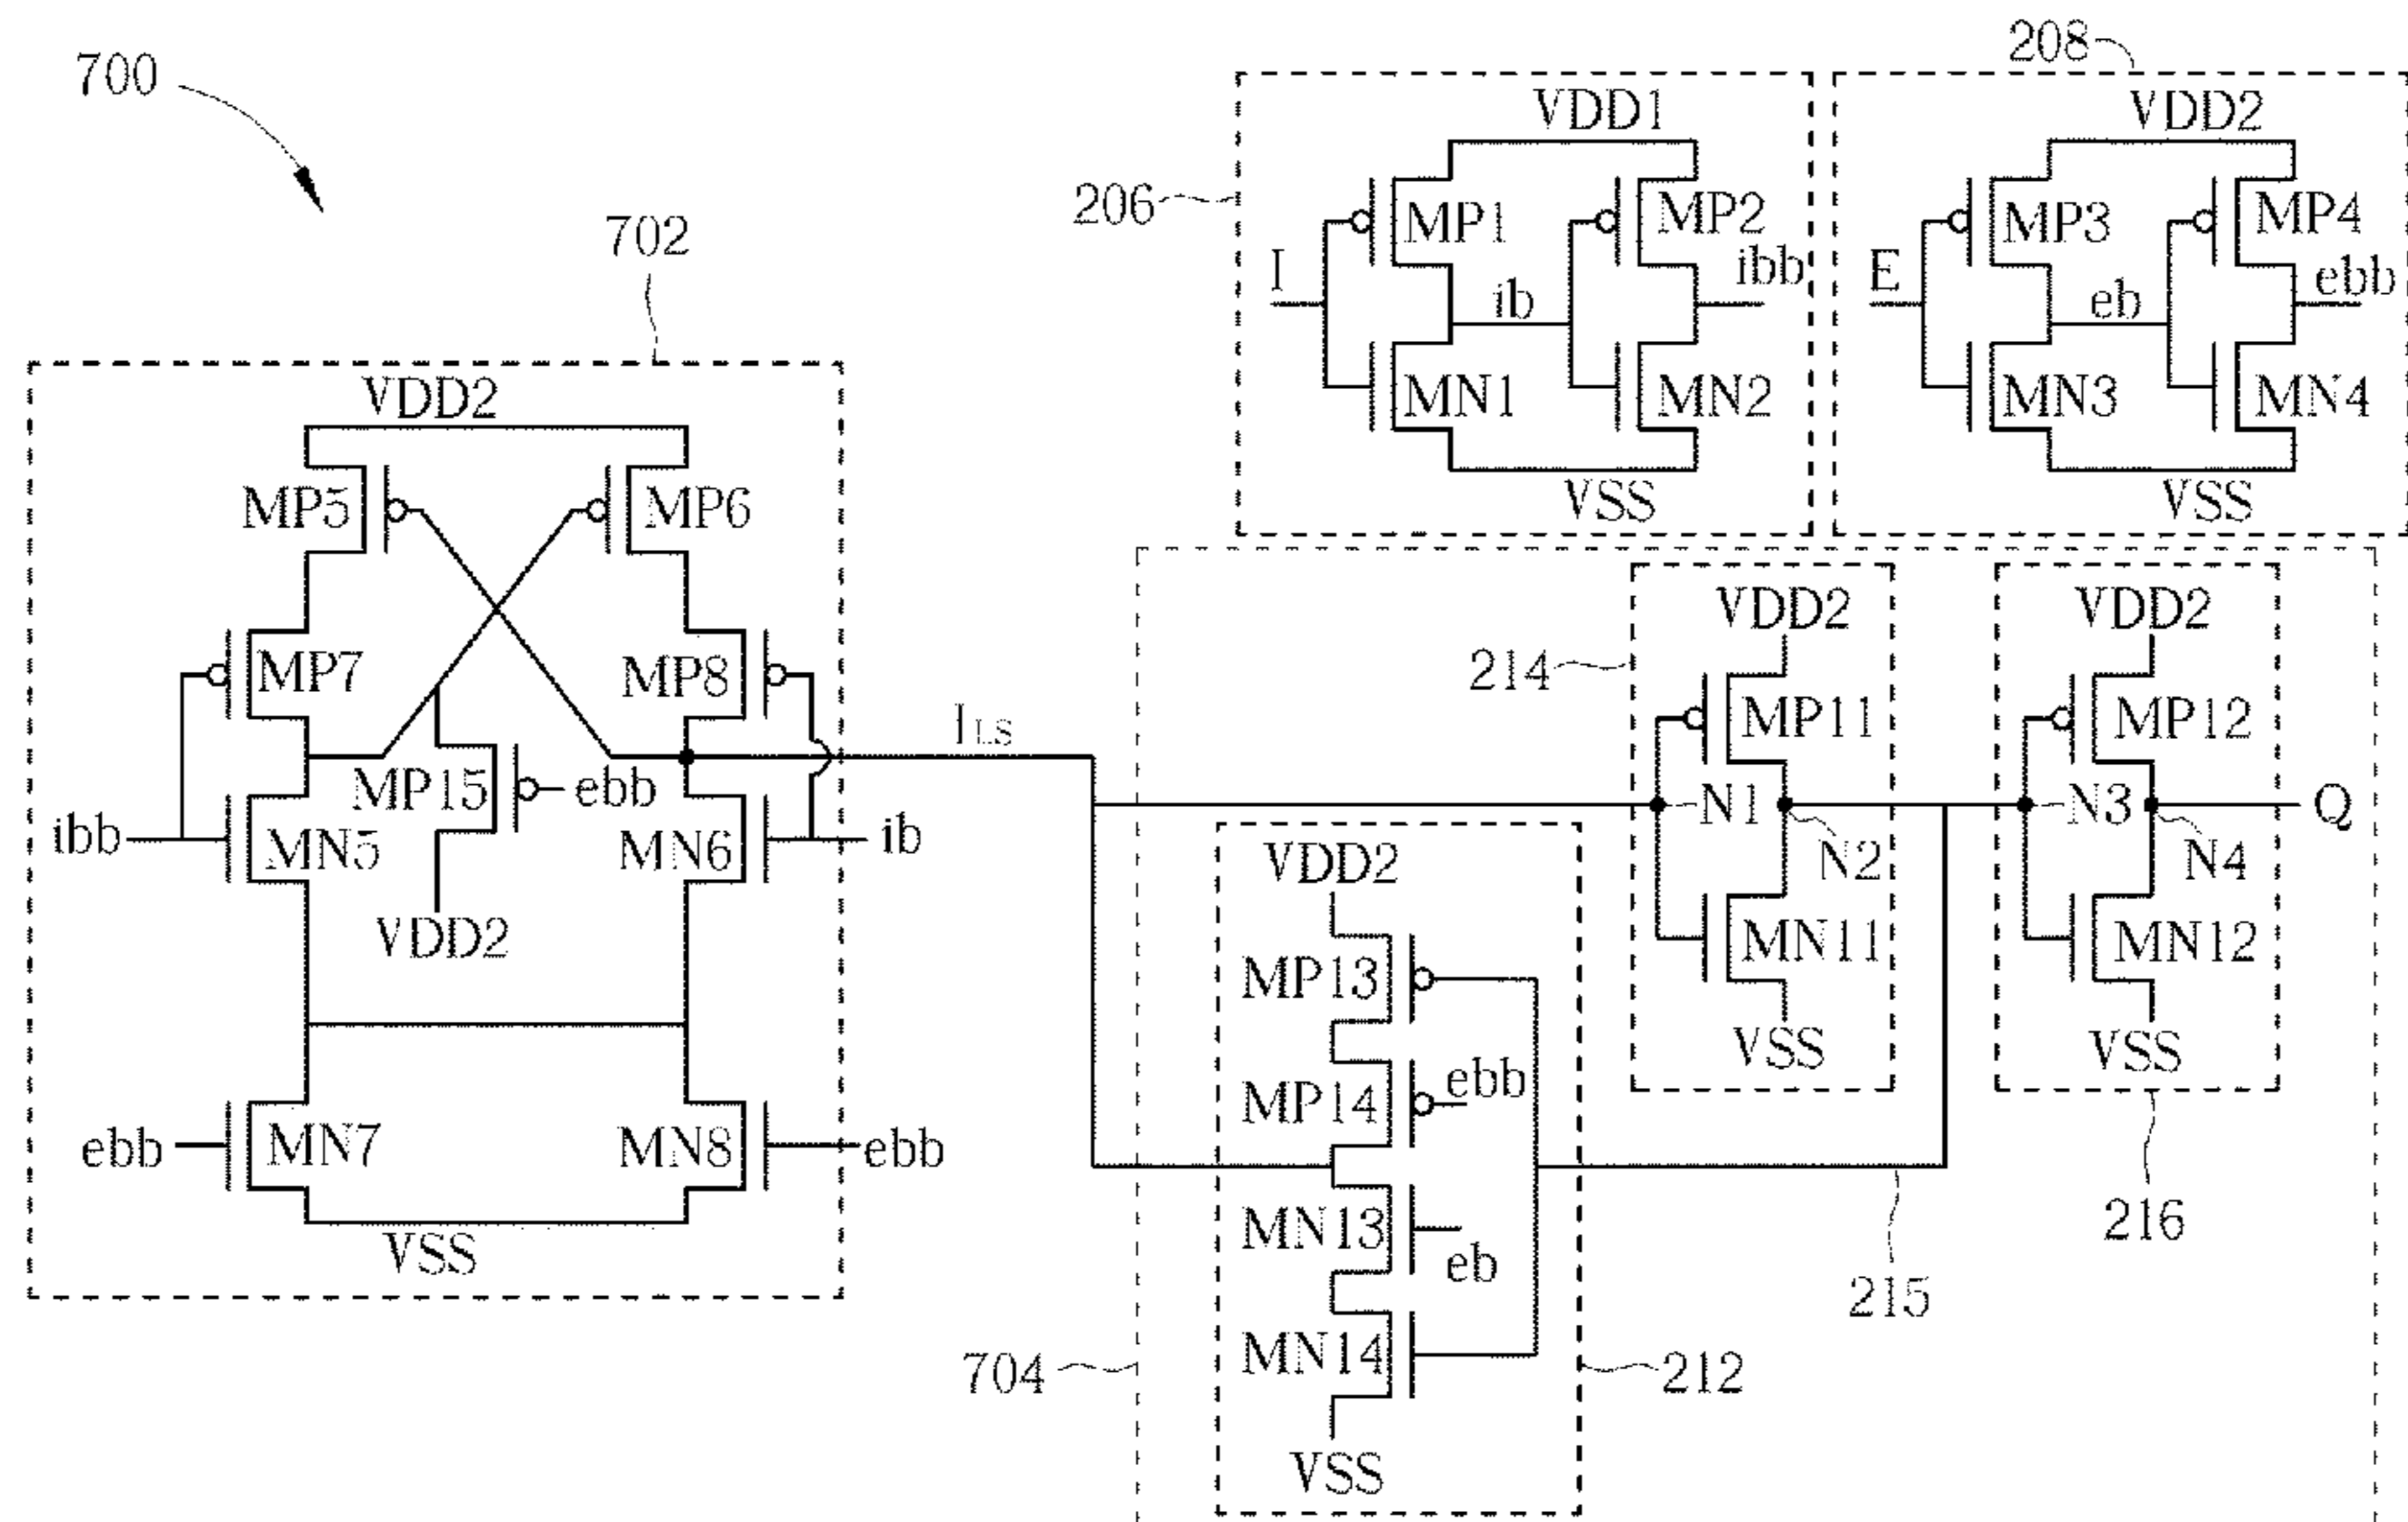 700
702
VDD2
MP5
MP6
MP7
MP8
MP15
ebb
ibb
MN5
MN6
ib
VDD2
ebb
MN7
MN8
ebb
VSS
206
VDD1
I
MP1
MP2
ib
ibb
MN1
MN2
VSS
208
VDD2
E
MP3
MP4
eb
ebb
MN3
MN4
VSS
ILS
704
214
VDD2
MP11
N1
N2
MN11
VSS
VDD2
MP12
N3
N4
Q
MN12
VSS
216
VDD2
MP13
MP14
ebb
MN13
eb
MN14
VSS
212
215